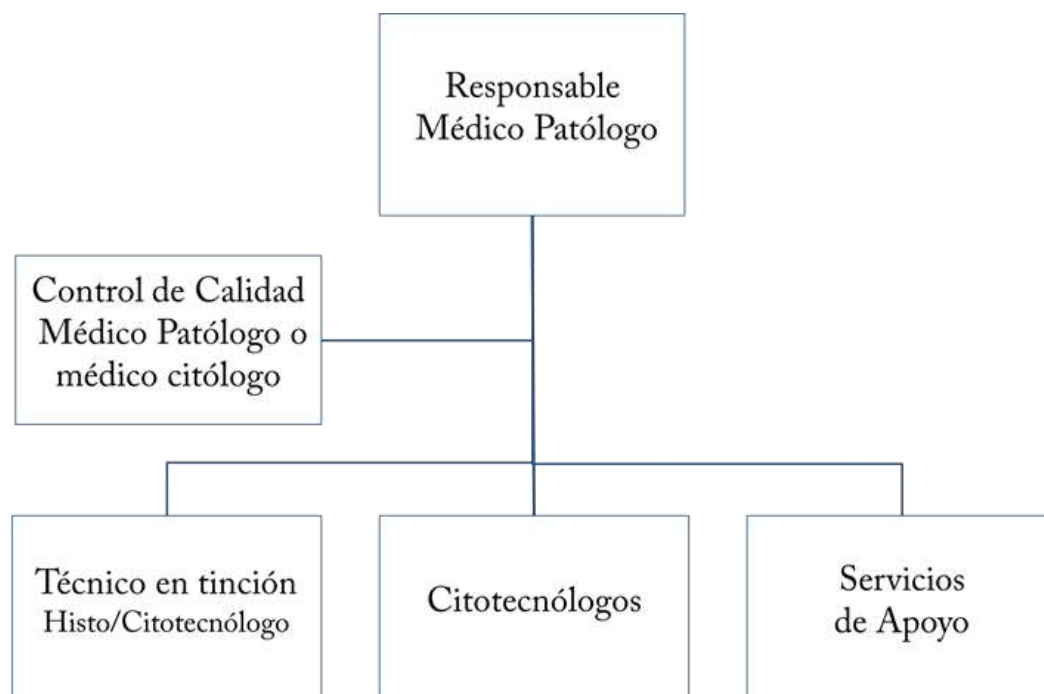 Responsable
Médico Patólogo
Control de Calidad
Médico Patólogo o
médico citólogo
Técnico en tinción
Histo/Citotecnólogo
Citotecnólogos
Servicios
de Apoyo